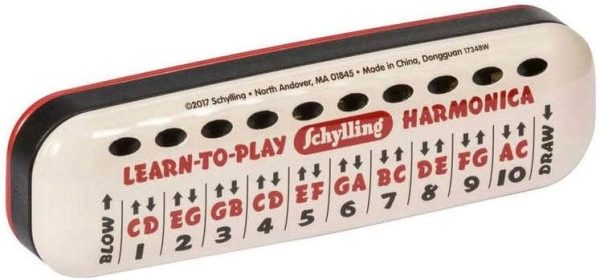 ©2017 Schylling • North Andover, MA 01845 • Made in China, Dongguan 17348W
LEARN-TO-PLAY Schylling HARMONICA
BLOW ↑ ↑↓ ↑↓ ↑↓ ↑↓ ↑↓ ↑↓ ↓↑ ↓↑ ↓↑ ↓↑ DRAW ↓
CD EG GB CD EF GA BC DE FG AC
1 2 3 4 5 6 7 8 9 10